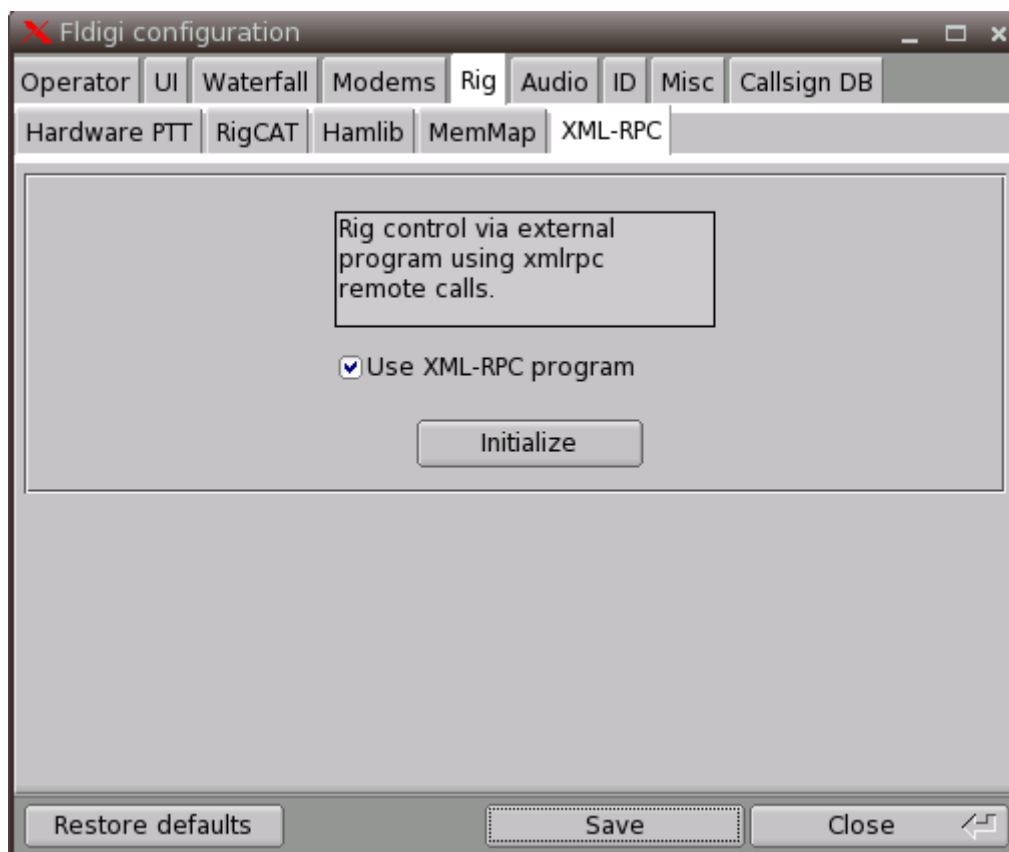 Fldigi configuration
Operator UI Waterfall Modems Rig Audio ID Misc Callsign DB
Hardware PTT RigCAT Hamlib MemMap XML-RPC
Rig control via external
program using xmlrpc
remote calls.
Use XML-RPC program
Initialize
Restore defaults Save Close